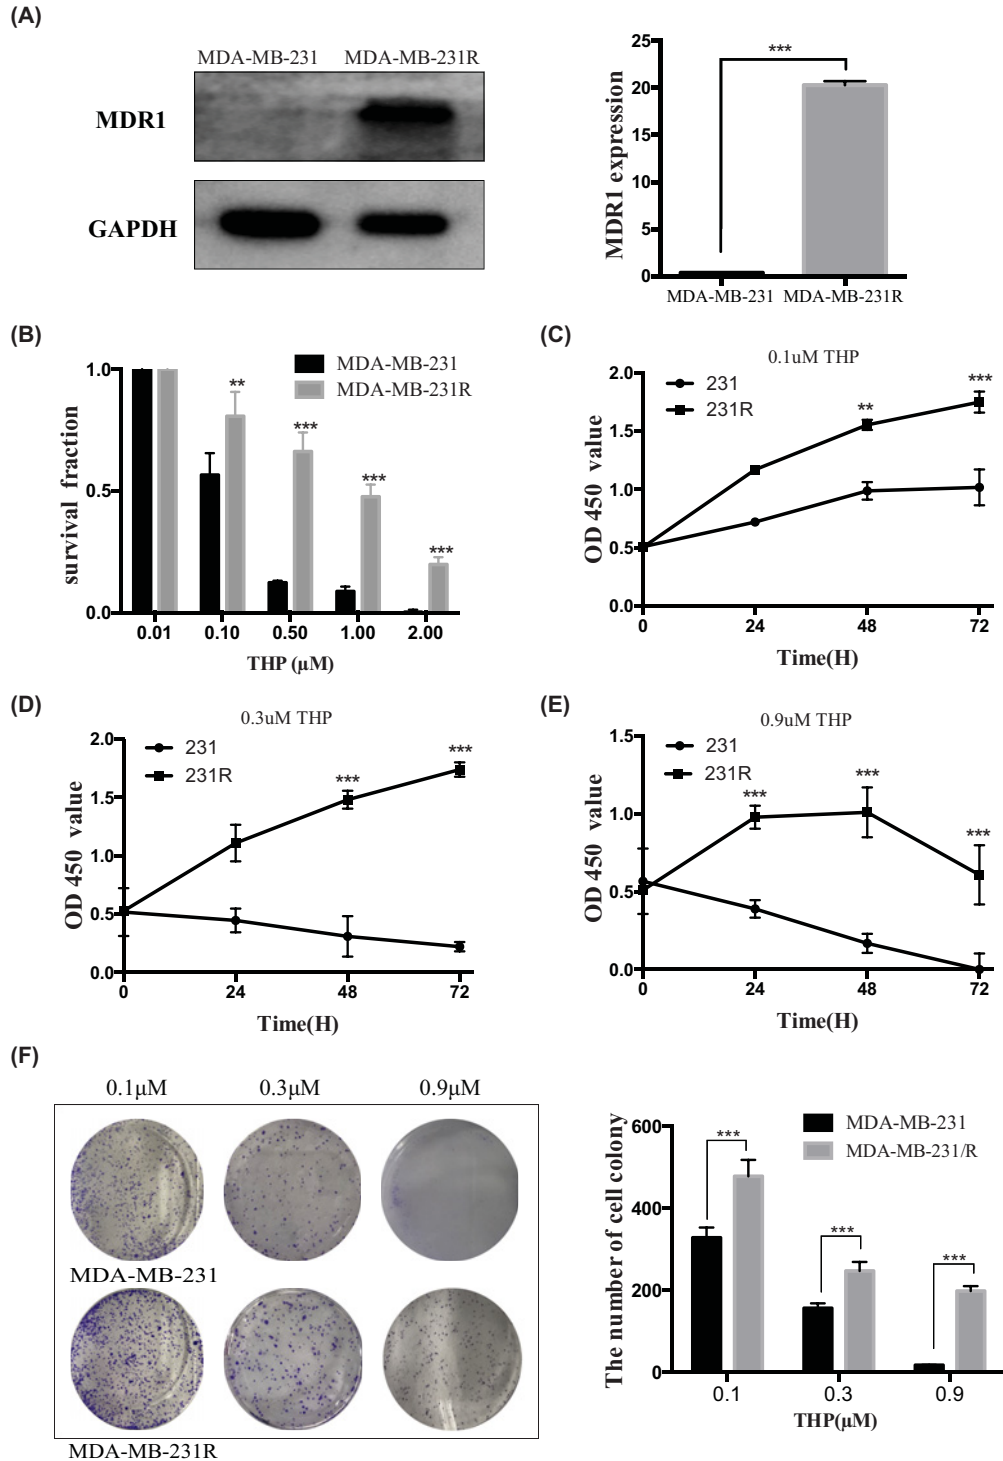 (A)
MDA-MB-231 MDA-MB-231R
MDR1
GAPDH
MDR1 expression
25
20
15
10
5
0
***
MDA-MB-231 MDA-MB-231R
(B)
survival fraction
1.0
0.5
0.0
MDA-MB-231
MDA-MB-231R
**
***
***
***
0.01 0.10 0.50 1.00 2.00
THP (μM)
(C)
0.1uM THP
OD 450 value
2.0
1.5
1.0
0.5
0.0
231
231R
**
***
0 24 48 72
Time(H)
(D)
0.3uM THP
OD 450 value
2.0
1.5
1.0
0.5
0.0
231
231R
***
***
0 24 48 72
Time(H)
(E)
0.9uM THP
OD 450 value
1.5
1.0
0.5
0.0
231
231R
***
***
***
0 24 48 72
Time(H)
(F)
0.1μM 0.3μM 0.9μM
MDA-MB-231
MDA-MB-231R
The number of cell colony
600
400
200
0
MDA-MB-231
MDA-MB-231/R
***
***
***
0.1 0.3 0.9
THP(μM)